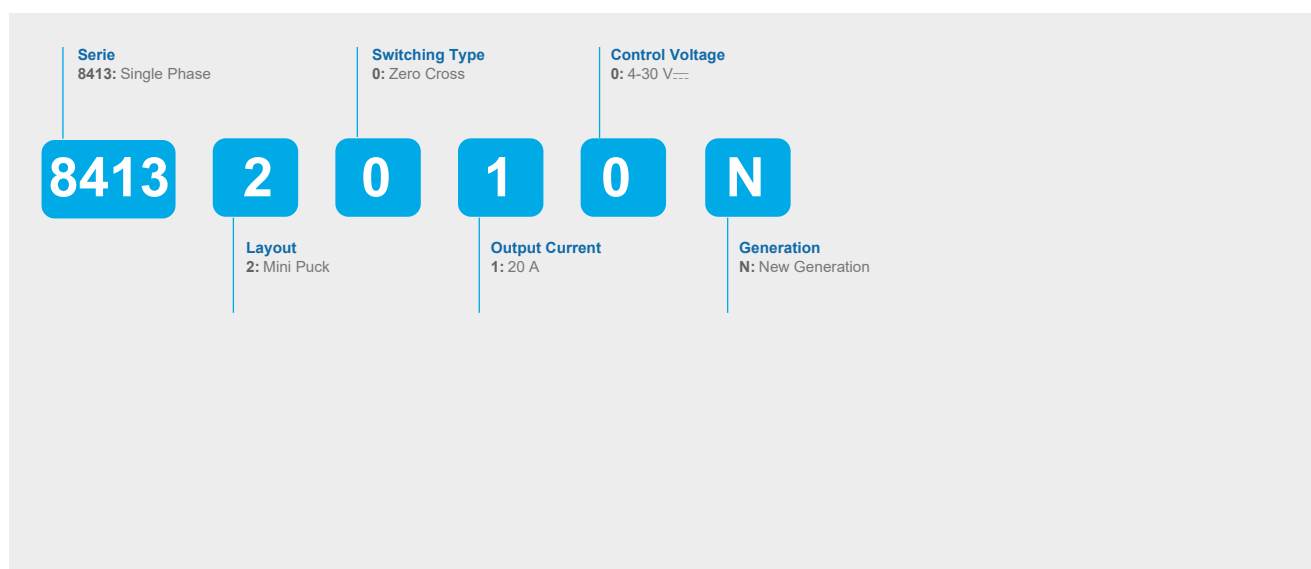 Serie
8413: Single Phase
Switching Type
0: Zero Cross
Control Voltage
0: 4-30 V⎓
8413 2 0 1 0 N
Layout
2: Mini Puck
Output Current
1: 20 A
Generation
N: New Generation